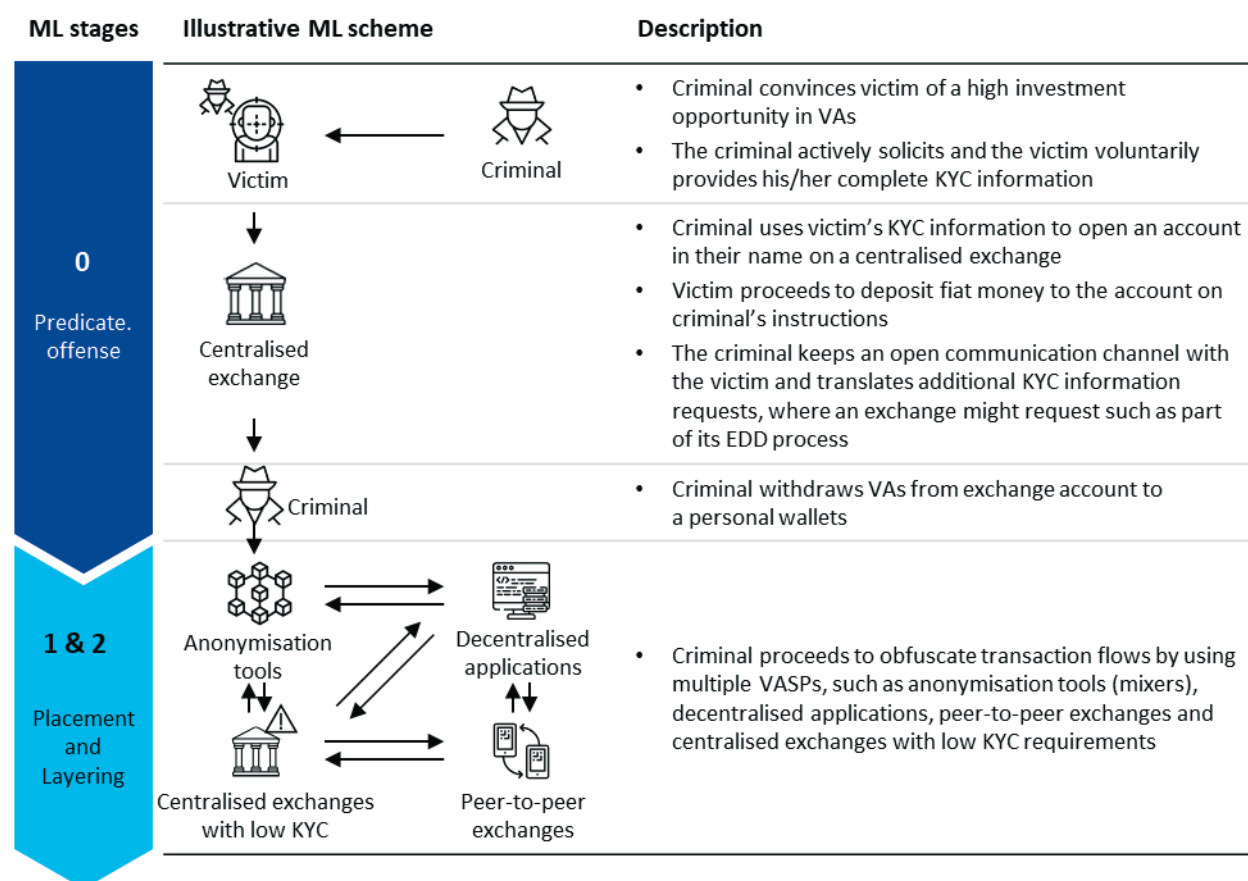 ML stages
Illustrative ML scheme
Description
0
Predicate.
offense
Victim
Criminal
• Criminal convinces victim of a high investment
opportunity in VAs
• The criminal actively solicits and the victim voluntarily
provides his/her complete KYC information
Centralised
exchange
• Criminal uses victim's KYC information to open an account
in their name on a centralised exchange
• Victim proceeds to deposit fiat money to the account on
criminal's instructions
• The criminal keeps an open communication channel with
the victim and translates additional KYC information
requests, where an exchange might request such as part
of its EDD process
Criminal
• Criminal withdraws VAs from exchange account to
a personal wallets
1 & 2
Placement
and
Layering
Anonymisation
tools
Decentralised
applications
Centralised exchanges
with low KYC
Peer-to-peer
exchanges
• Criminal proceeds to obfuscate transaction flows by using
multiple VASPs, such as anonymisation tools (mixers),
decentralised applications, peer-to-peer exchanges and
centralised exchanges with low KYC requirements